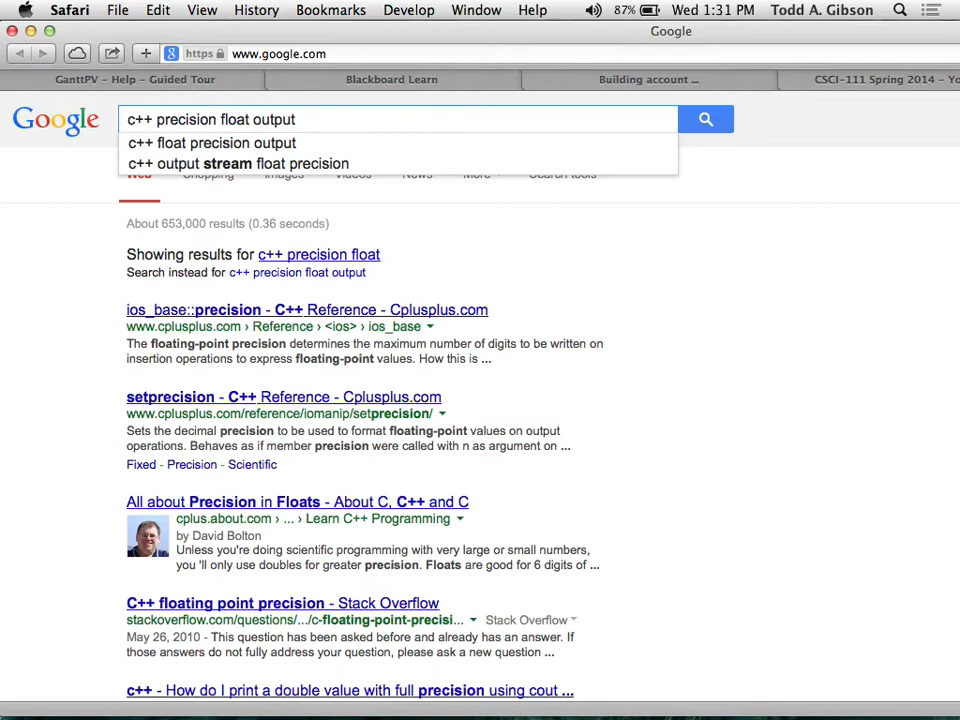 Safari File Edit View History Bookmarks Develop Window Help 87% Wed 1:31 PM Todd A. Gibson
Google
https www.google.com
GanttPV – Help – Guided Tour Blackboard Learn Building account ... CSCI-111 Spring 2014 – Yo
Google c++ precision float output
c++ float precision output
c++ output stream float precision
Web Shopping Images Videos News More Search tools
About 653,000 results (0.36 seconds)
Showing results for c++ precision float
Search instead for c++ precision float output
ios_base::precision - C++ Reference - Cplusplus.com
www.cplusplus.com › Reference › <ios> › ios_base
The floating-point precision determines the maximum number of digits to be written on
insertion operations to express floating-point values. How this is ...
setprecision - C++ Reference - Cplusplus.com
www.cplusplus.com/reference/iomanip/setprecision/
Sets the decimal precision to be used to format floating-point values on output
operations. Behaves as if member precision were called with n as argument on ...
Fixed - Precision - Scientific
All about Precision in Floats - About C, C++ and C
cplus.about.com › ... › Learn C++ Programming
by David Bolton
Unless you're doing scientific programming with very large or small numbers,
you 'll only use doubles for greater precision. Floats are good for 6 digits of ...
C++ floating point precision - Stack Overflow
stackoverflow.com/questions/.../c-floating-point-precisi... Stack Overflow
May 26, 2010 - This question has been asked before and already has an answer. If
those answers do not fully address your question, please ask a new question ...
c++ - How do I print a double value with full precision using cout ...